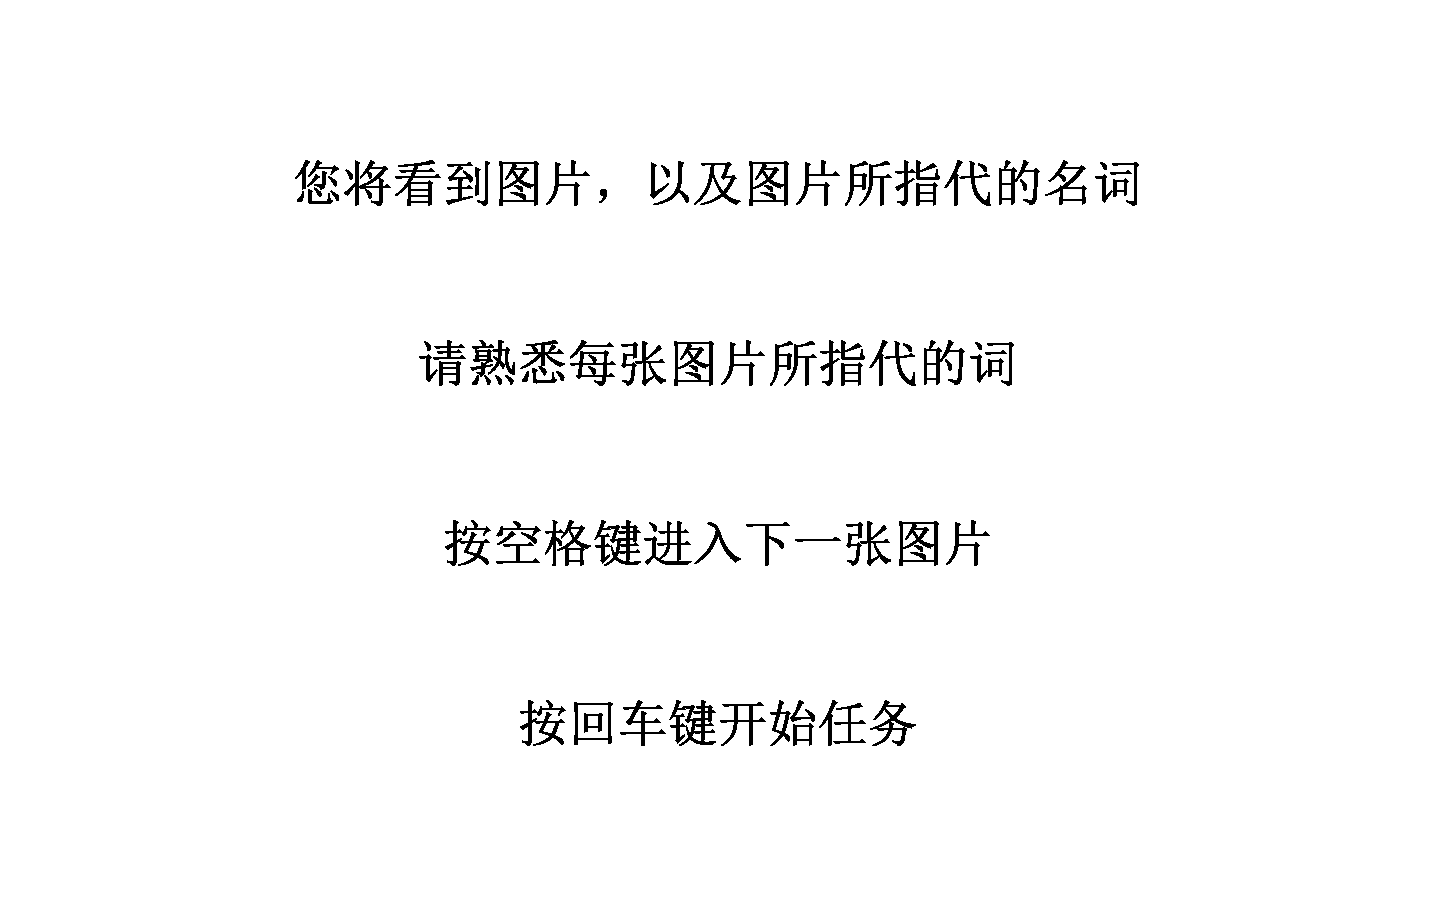 您将看到图片，以及图片所指代的名词
请熟悉每张图片所指代的词
按空格键进入下一张图片
按回车键开始任务